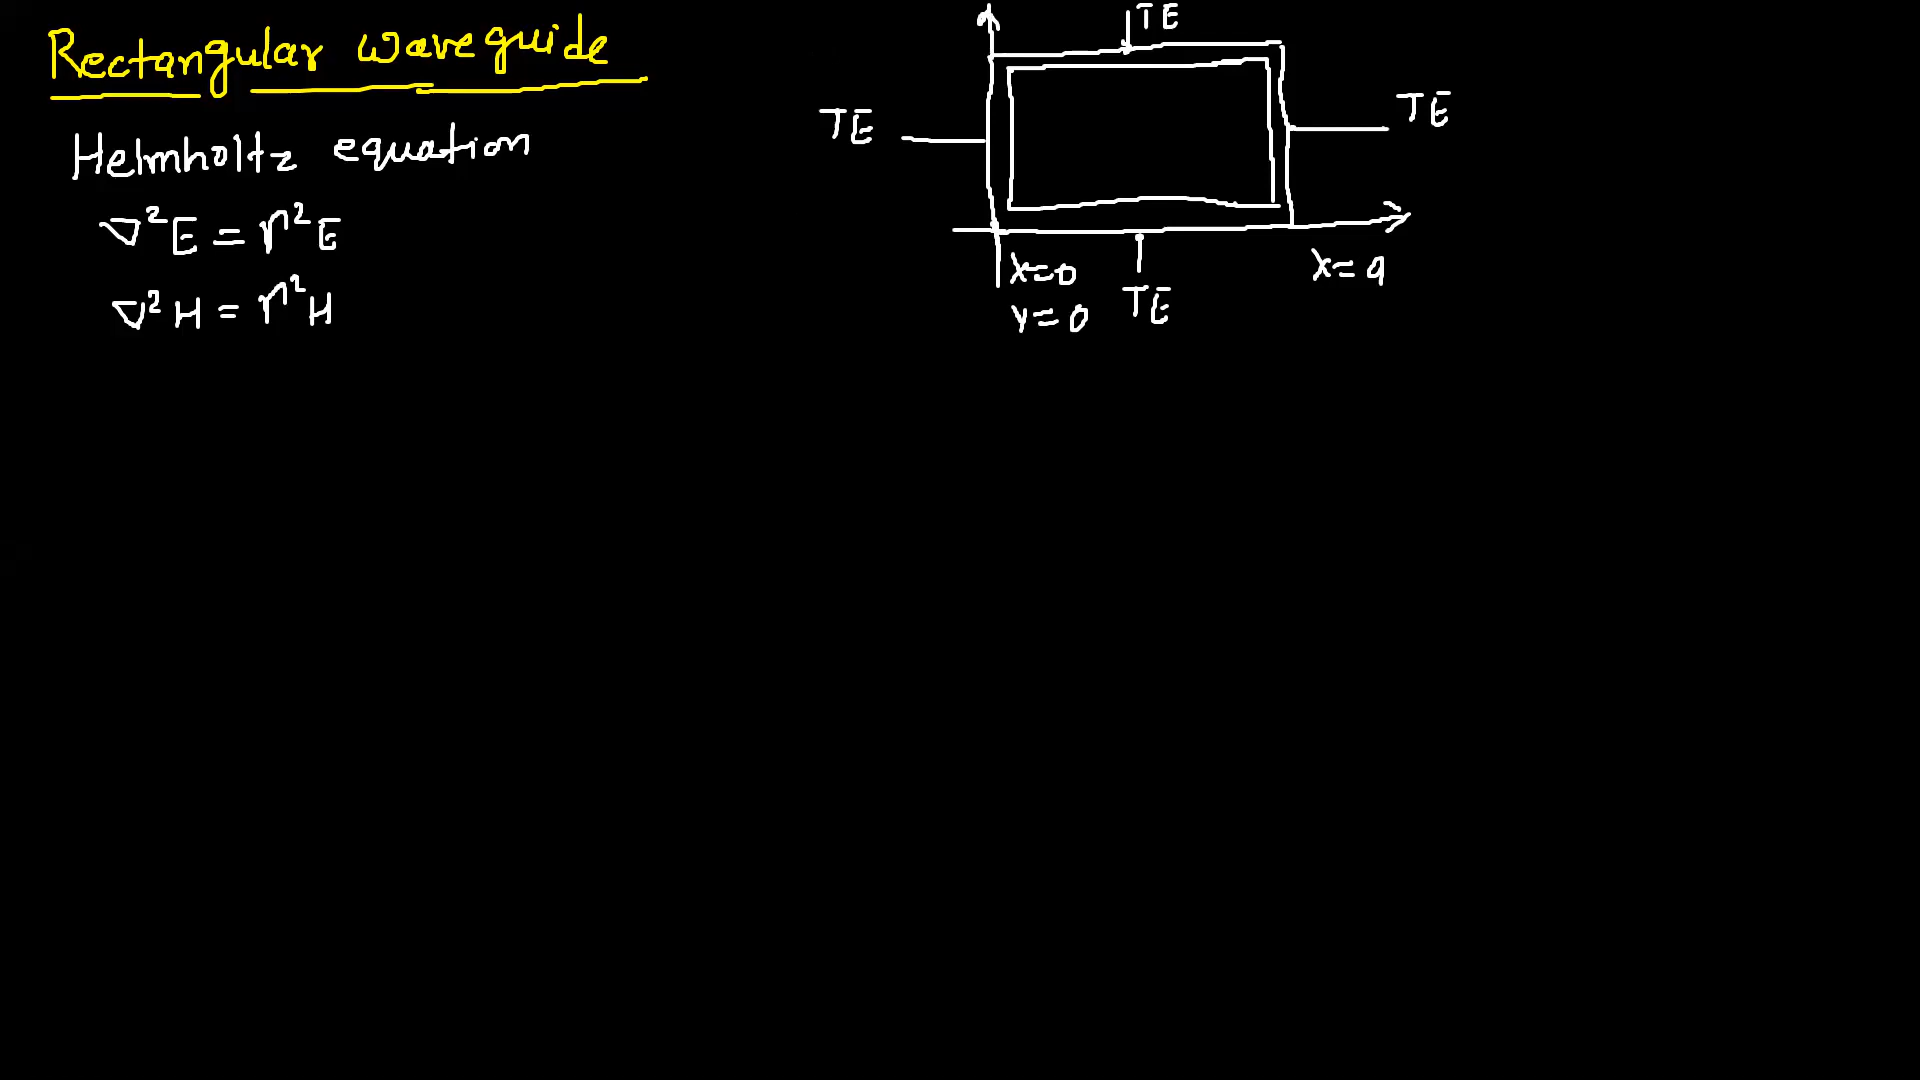 Rectangular waveguide
Helmholtz equation
∇²E = γ²E
∇²H = γ²H
TE
TE
TE
x=0
y=0
TE
x=a